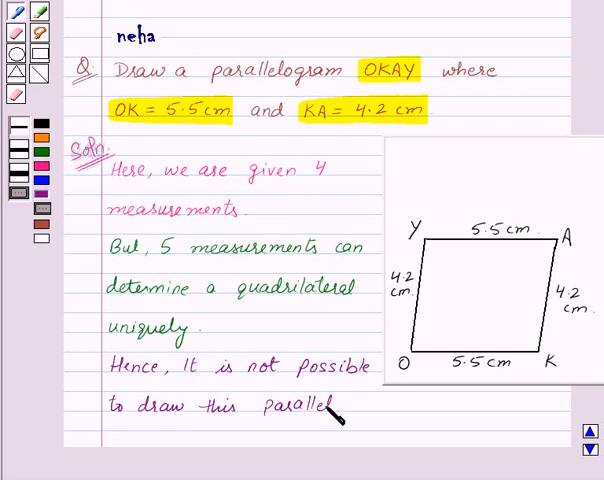 neha
Q. Draw a parallelogram OKAY where
OK = 5.5cm and KA = 4.2 cm.
Soln.
Here, we are given 4
measurements.
But, 5 measurements can
determine a quadrilateral
uniquely.
Hence, It is not possible
to draw this parallel
Y 5.5 cm. A
4.2 cm.
4.2 cm.
O 5.5 cm K